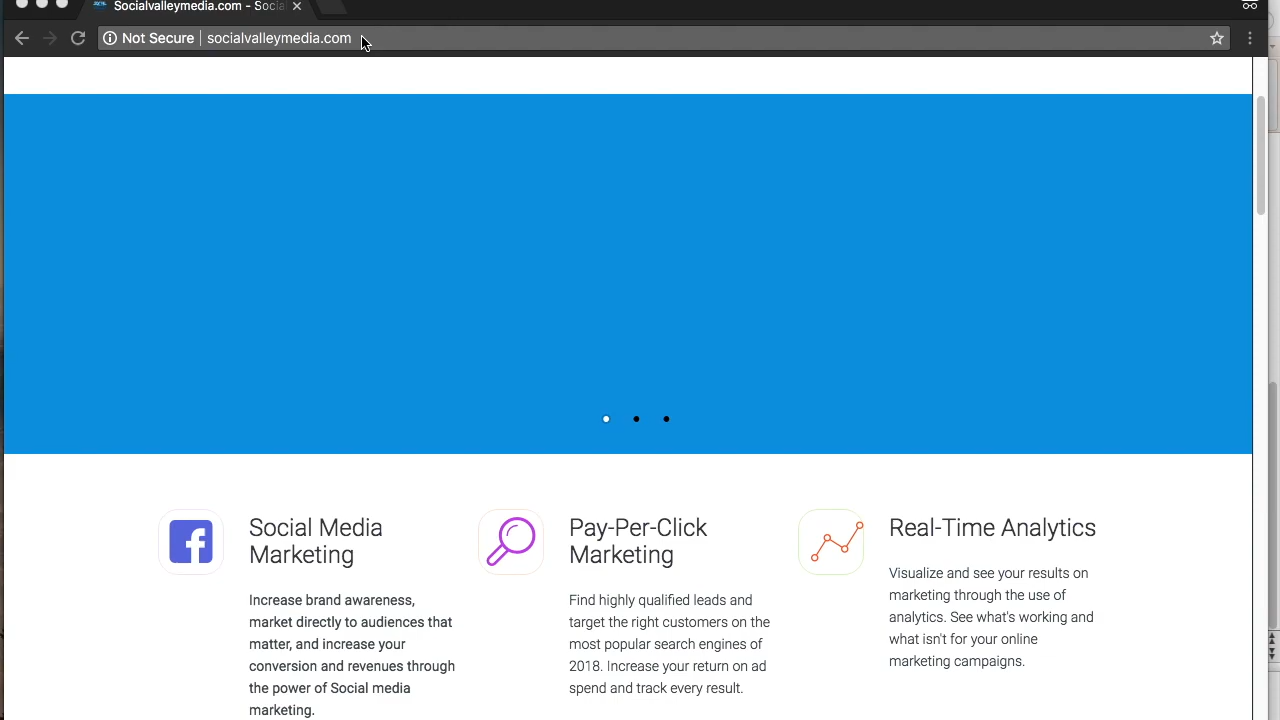 Socialvalleymedia.com - Socia
Not Secure | socialvalleymedia.com
Social Media
Marketing
Increase brand awareness,
market directly to audiences that
matter, and increase your
conversion and revenues through
the power of Social media
marketing.
Pay-Per-Click
Marketing
Find highly qualified leads and
target the right customers on the
most popular search engines of
2018. Increase your return on ad
spend and track every result.
Real-Time Analytics
Visualize and see your results on
marketing through the use of
analytics. See what's working and
what isn't for your online
marketing campaigns.